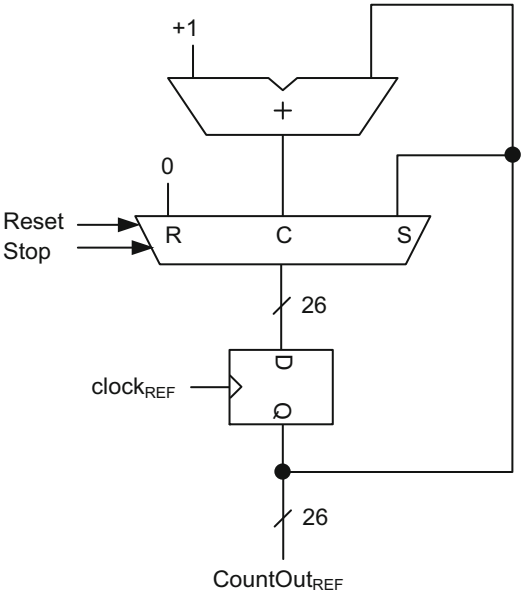 +1
+
0
Reset
Stop
R C S
26
D
clockREF
Q
26
CountOutREF